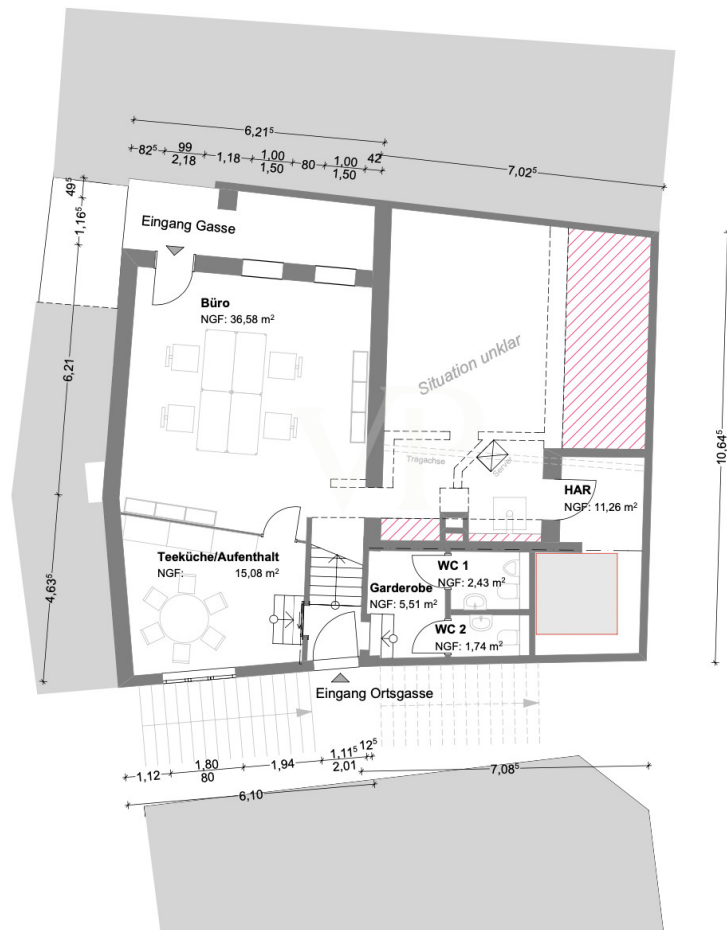 6,21⁵
82⁵
99
2,18
1,18
1,00
1,50
80
1,00
1,50
42
7,02⁵
49⁵
1,16⁵
Eingang Gasse
Büro
NGF: 36,58 m²
6,21
Situation unklar
10,64⁵
Tragachse
Server
HAR
NGF: 11,26 m²
VP
Teeküche/Aufenthalt
NGF: 15,08 m²
WC 1
NGF: 2,43 m²
Garderobe
NGF: 5,51 m²
4,63⁵
WC 2
NGF: 1,74 m²
Eingang Ortsgasse
1,12
1,80
80
1,94
1,11⁵
2,01
12⁵
7,08⁵
6,10